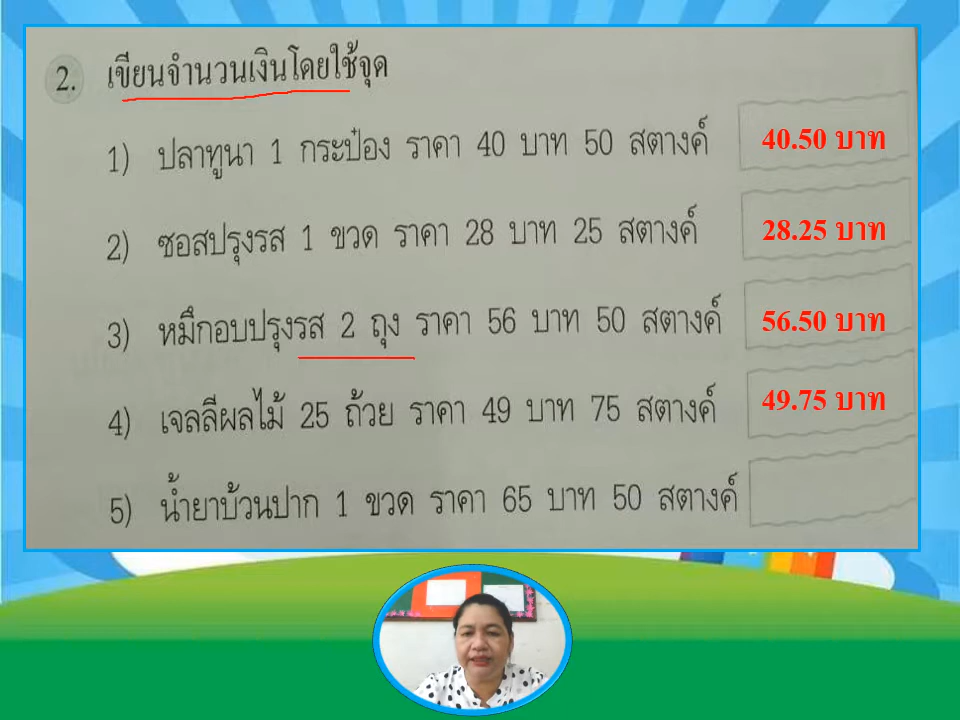 2. เขียนจำนวนเงินโดยใช้จุด
1) ปลาทูนา 1 กระป๋อง ราคา 40 บาท 50 สตางค์ 40.50 บาท
2) ซอสปรุงรส 1 ขวด ราคา 28 บาท 25 สตางค์ 28.25 บาท
3) หมึกอบปรุงรส 2 ถุง ราคา 56 บาท 50 สตางค์ 56.50 บาท
4) เจลลีผลไม้ 25 ถ้วย ราคา 49 บาท 75 สตางค์ 49.75 บาท
5) น้ำยาบ้วนปาก 1 ขวด ราคา 65 บาท 50 สตางค์